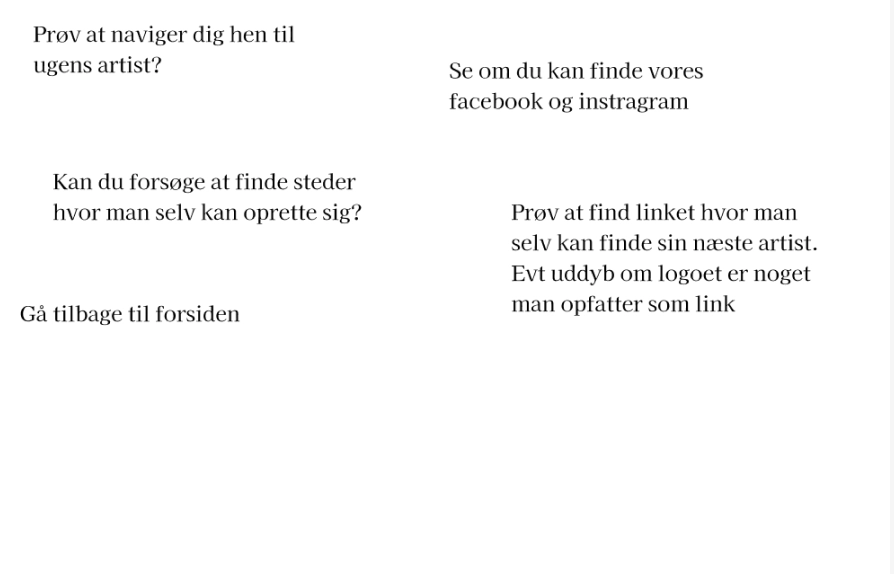 Prøv at naviger dig hen til
ugens artist?
Se om du kan finde vores
facebook og instragram
Kan du forsøge at finde steder
hvor man selv kan oprette sig?
Prøv at find linket hvor man
selv kan finde sin næste artist.
Evt uddyb om logoet er noget
man opfatter som link
Gå tilbage til forsiden